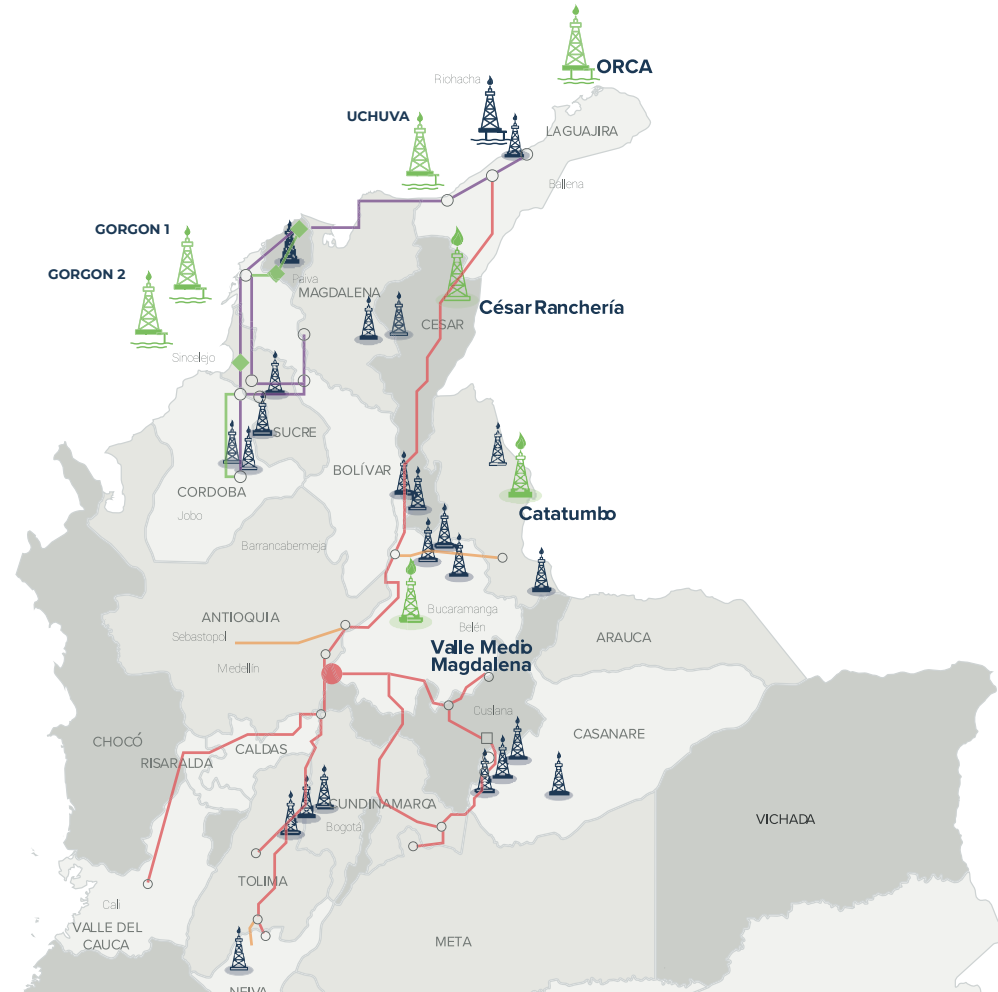 ORCA
Riohacha
UCHUVA
LA GUAJIRA
Ballena
GORGON 1
GORGON 2
Paiva
MAGDALENA
César Ranchería
CESAR
Sincelejo
SUCRE
BOLÍVAR
CORDOBA
Jobo
Catatumbo
Barrancabermeja
ANTIOQUIA
Bucaramanga
Belén
Sebastopol
ARAUCA
Valle Medio
Magdalena
Medellín
Cusiana
CHOCÓ
CASANARE
CALDAS
RISARALDA
CUNDINAMARCA
Bogotá
VICHADA
TOLIMA
Cali
VALLE DEL
CAUCA
META
NEIVA